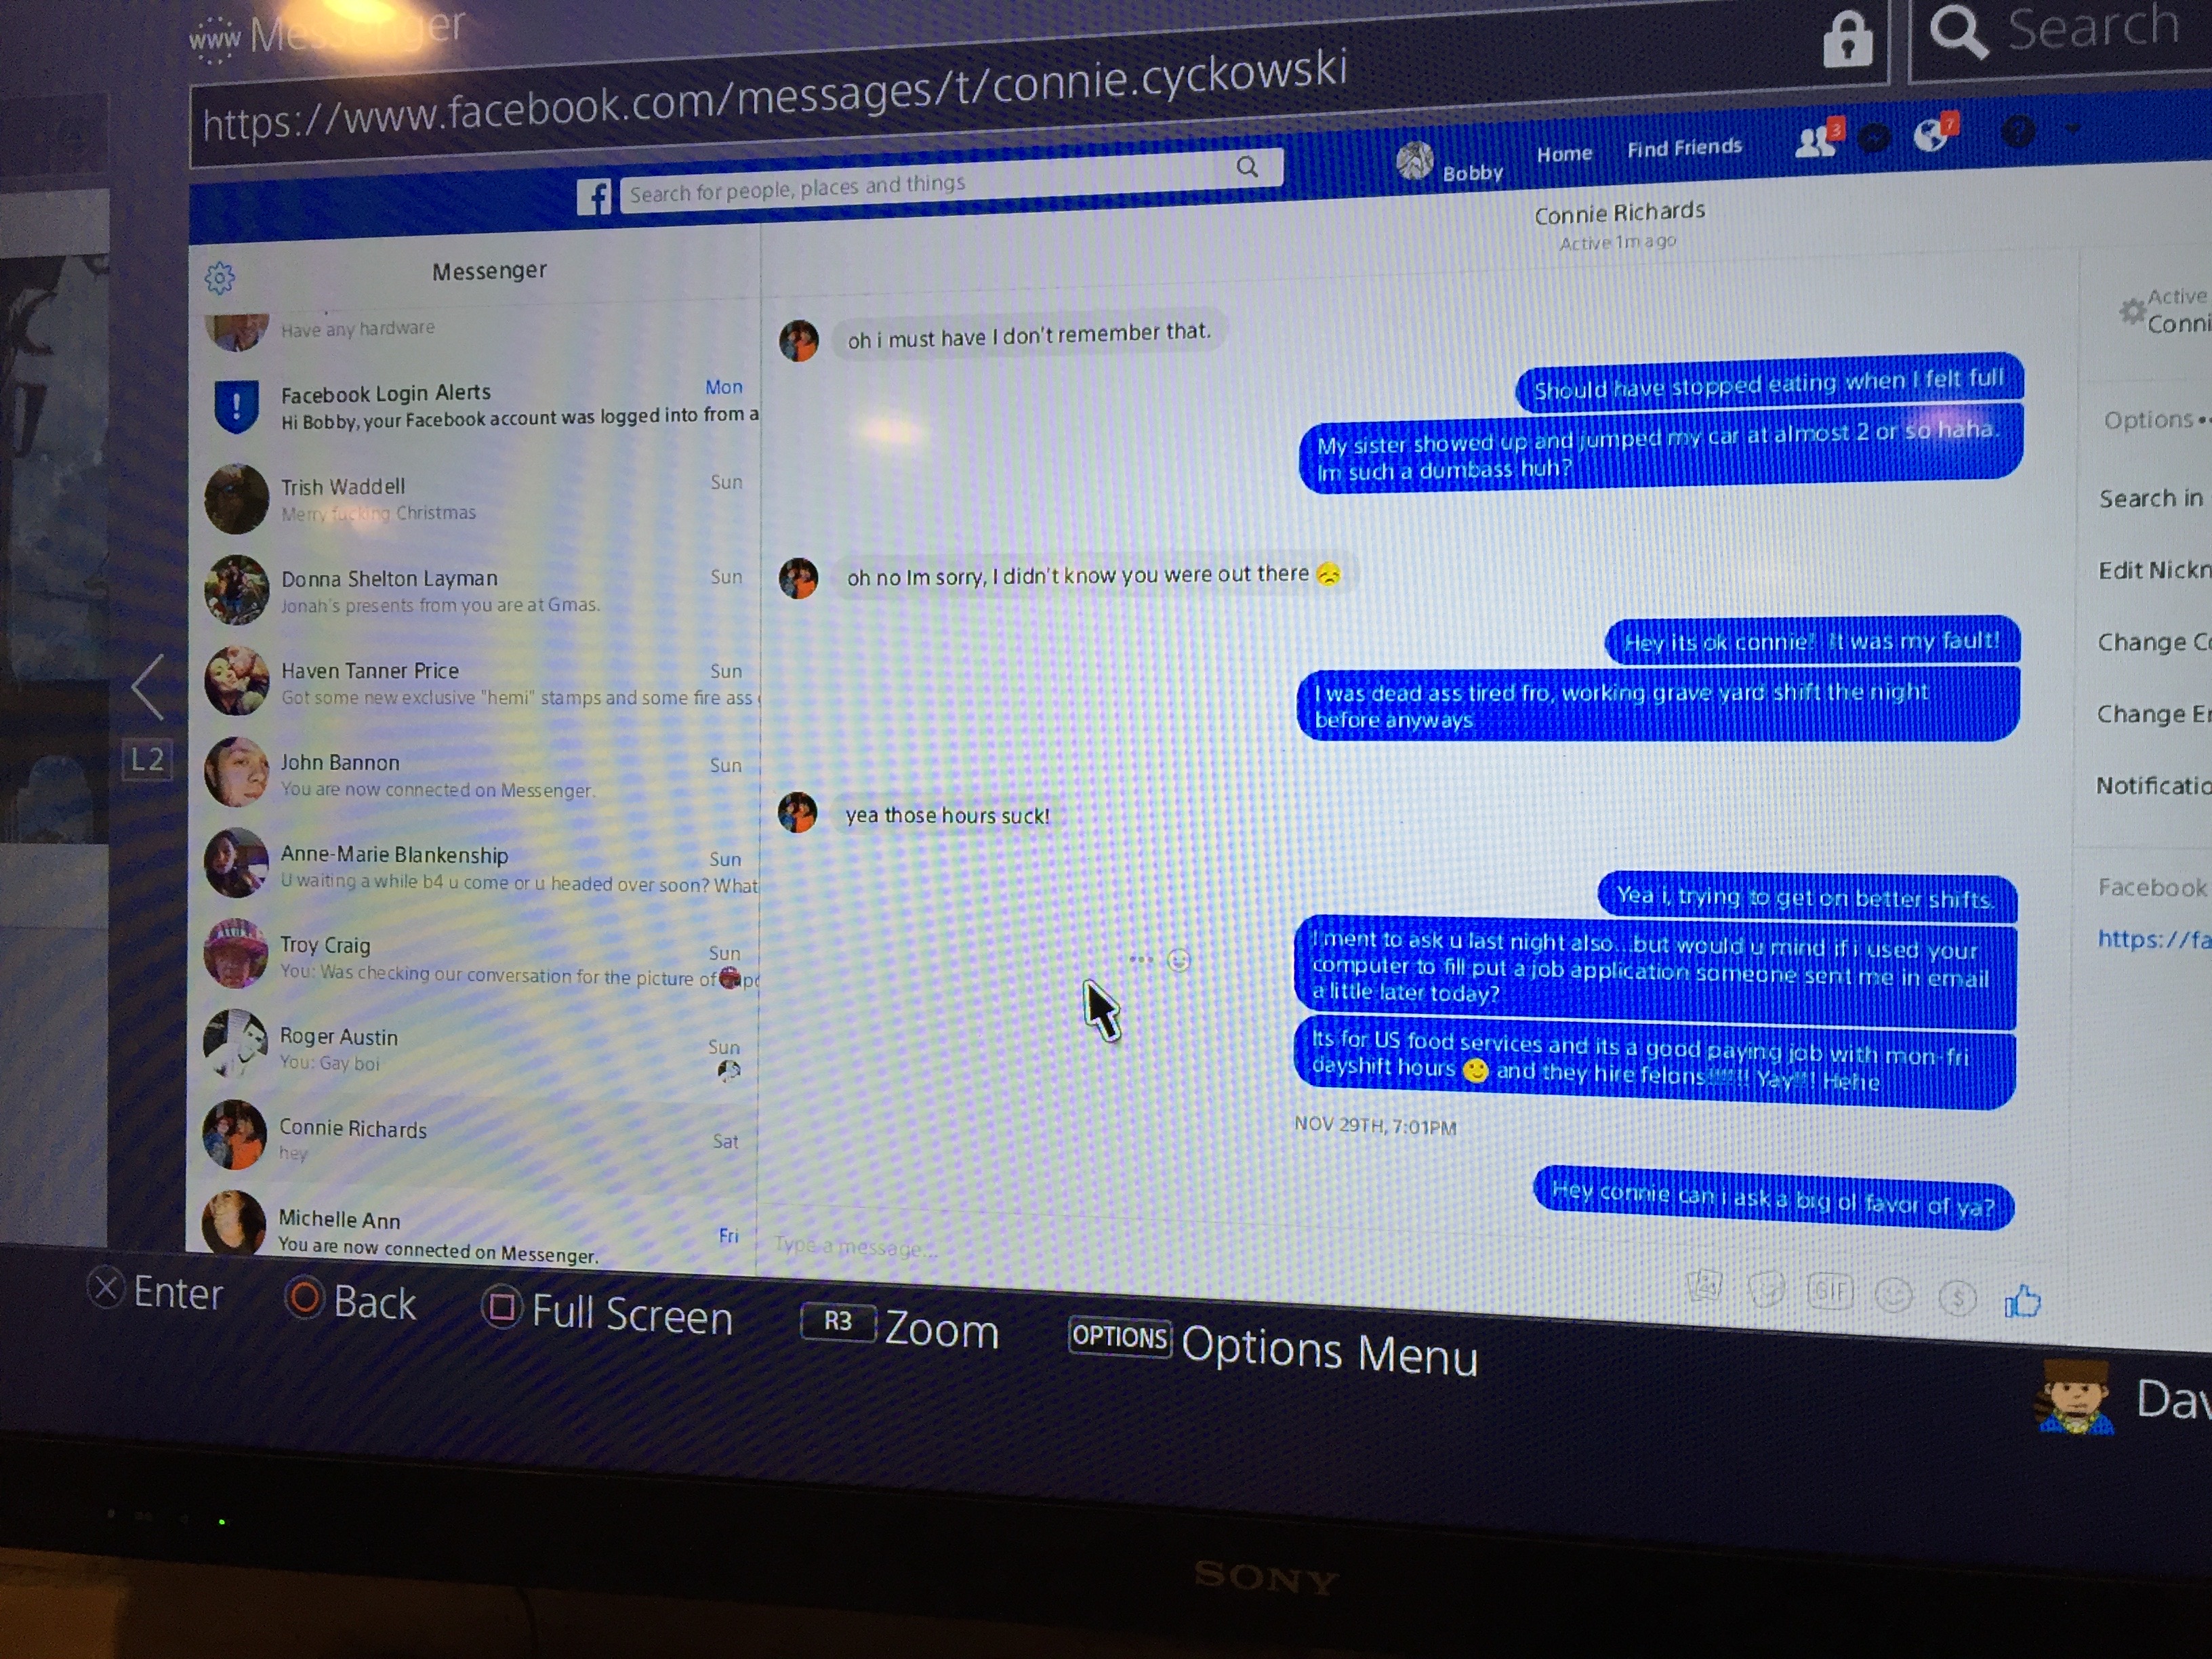 www Messenger
https://www.facebook.com/messages/t/connie.cyckowski
Search
Search for people, places and things
Bobby
Home
Find Friends
3
7
Messenger
Have any hardware
Facebook Login Alerts
Mon
Hi Bobby, your Facebook account was logged into from a
Trish Waddell
Sun
Merry fucking Christmas
Donna Shelton Layman
Sun
Jonah's presents from you are at Gmas.
Haven Tanner Price
Sun
Got some new exclusive "hemi" stamps and some fire ass
John Bannon
Sun
You are now connected on Messenger.
Anne-Marie Blankenship
Sun
U waiting a while b4 u come or u headed over soon? What
Troy Craig
Sun
You: Was checking our conversation for the picture of
Roger Austin
Sun
You: Gay boi
Connie Richards
Sat
hey
Michelle Ann
Fri
You are now connected on Messenger.
Connie Richards
Active 1m ago
oh i must have I don't remember that.
Should have stopped eating when I felt full
My sister showed up and jumped my car at almost 2 or so haha.
Im such a dumbass huh?
oh no Im sorry, I didn't know you were out there 😞
Hey its ok connie! It was my fault!
I was dead ass tired fro, working grave yard shift the night
before anyways
yea those hours suck!
Yea i, trying to get on better shifts.
I ment to ask u last night also...but would u mind if i used your
computer to fill put a job application someone sent me in email
a little later today?
Its for US food services and its a good paying job with mon-fri
dayshift hours 🙂 and they hire felons!!!!!!! Yay!!! Hehe
NOV 29TH, 7:01PM
Hey connie can i ask a big ol favor of ya?
Type a message...
GIF
$
Active
Conni
Options
Search in
Edit Nickn
Change Co
Change Em
Notificatio
Facebook
https://fa
L2
Enter
Back
Full Screen
R3 Zoom
OPTIONS Options Menu
Dav
SONY